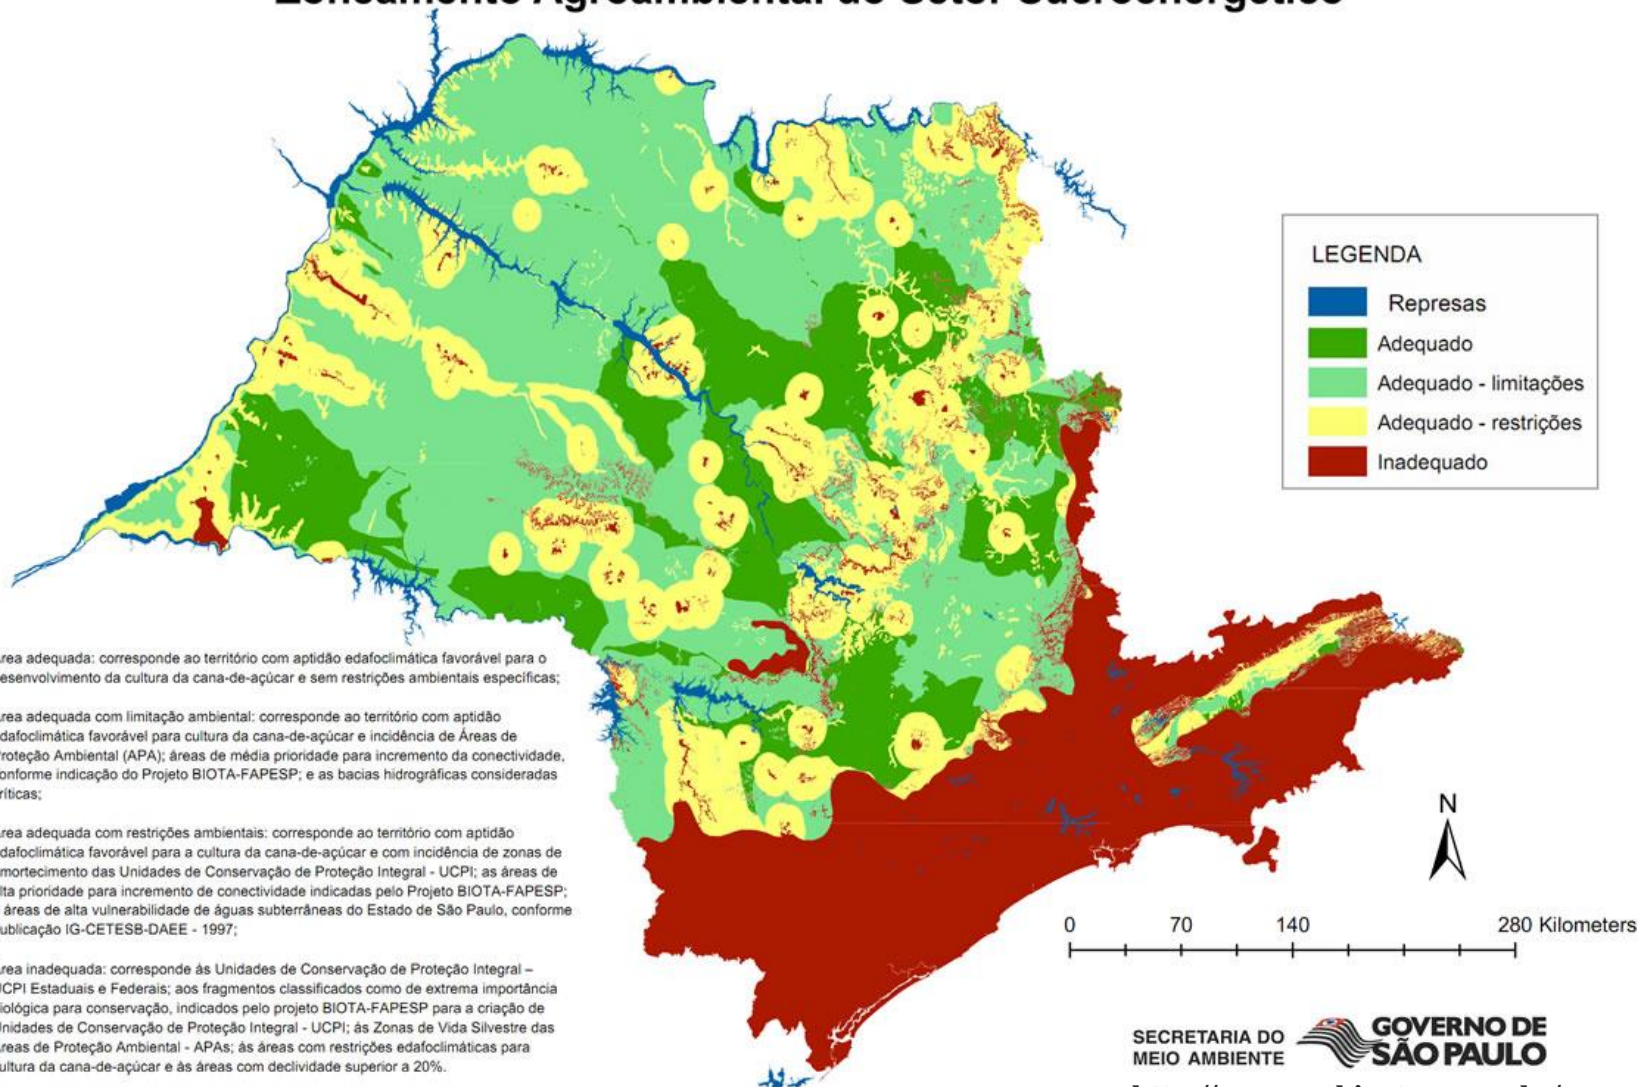 Zoneamento Agroambiental do Setor Sucroenergético
LEGENDA
Represas
Adequado
Adequado - limitações
Adequado - restrições
Inadequado
rea adequada: corresponde ao território com aptidão edafoclimática favorável para o
esenvolvimento da cultura da cana-de-açúcar e sem restrições ambientais específicas;
rea adequada com limitação ambiental: corresponde ao território com aptidão
dafoclimática favorável para cultura da cana-de-açúcar e incidência de Áreas de
roteção Ambiental (APA); áreas de média prioridade para incremento da conectividade,
onforme indicação do Projeto BIOTA-FAPESP; e as bacias hidrográficas consideradas
ríticas;
rea adequada com restrições ambientais: corresponde ao território com aptidão
dafoclimática favorável para a cultura da cana-de-açúcar e com incidência de zonas de
mortecimento das Unidades de Conservação de Proteção Integral - UCPI; as áreas de
lta prioridade para incremento de conectividade indicadas pelo Projeto BIOTA-FAPESP;
áreas de alta vulnerabilidade de águas subterrâneas do Estado de São Paulo, conforme
ublicação IG-CETESB-DAEE - 1997;
rea inadequada: corresponde às Unidades de Conservação de Proteção Integral –
CPI Estaduais e Federais; aos fragmentos classificados como de extrema importância
iológica para conservação, indicados pelo projeto BIOTA-FAPESP para a criação de
nidades de Conservação de Proteção Integral - UCPI; ás Zonas de Vida Silvestre das
reas de Proteção Ambiental - APAs; ás áreas com restrições edafoclimáticas para
ultura da cana-de-açúcar e às áreas com declividade superior a 20%.
N
0 70 140 280 Kilometers
SECRETARIA DO
MEIO AMBIENTE
GOVERNO DE
SÃO PAULO